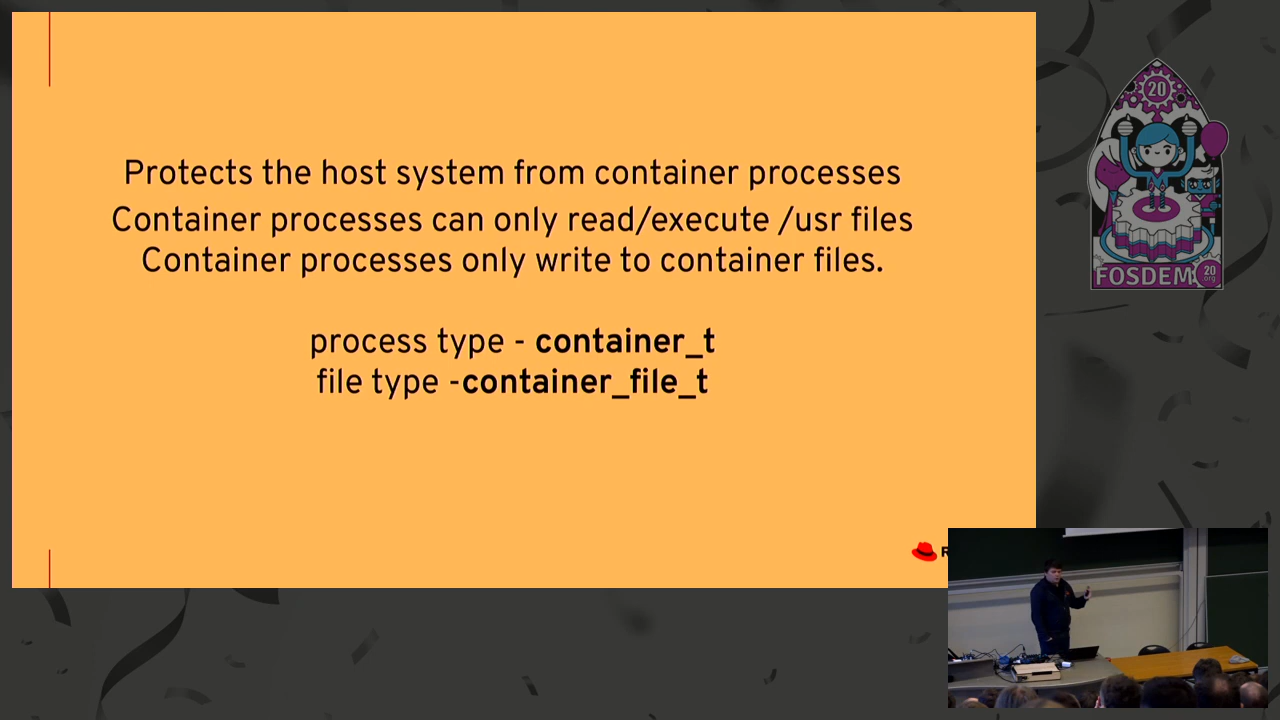 Protects the host system from container processes
Container processes can only read/execute /usr files
Container processes only write to container files.
process type - container_t
file type -container_file_t
R
20
FOSDEM
20
org